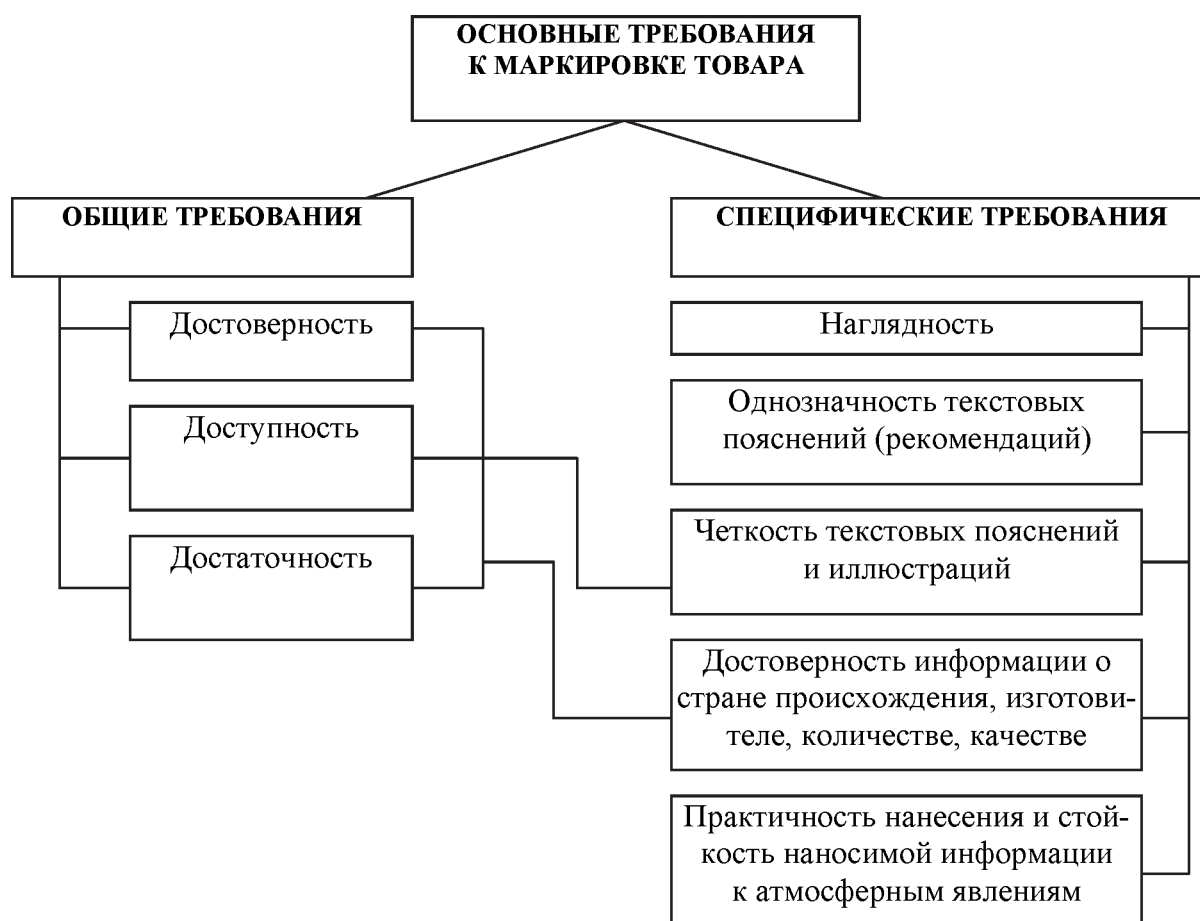 ОСНОВНЫЕ ТРЕБОВАНИЯ
К МАРКИРОВКЕ ТОВАРА
ОБЩИЕ ТРЕБОВАНИЯ
Достоверность
Доступность
Достаточность
СПЕЦИФИЧЕСКИЕ ТРЕБОВАНИЯ
Наглядность
Однозначность текстовых
пояснений (рекомендаций)
Четкость текстовых пояснений
и иллюстраций
Достоверность информации о
стране происхождения, изготови-
теле, количестве, качестве
Практичность нанесения и стой-
кость наносимой информации
к атмосферным явлениям